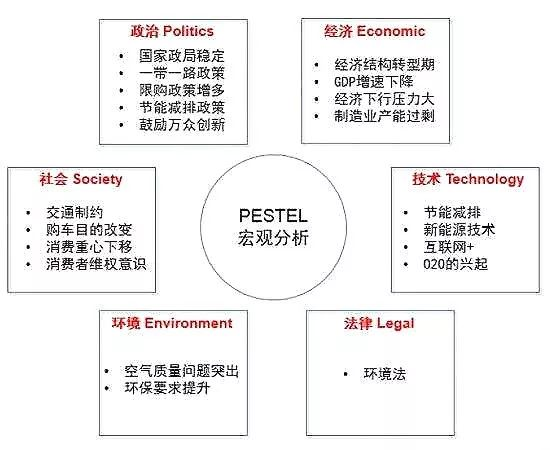 政治 Politics
• 国家政局稳定
• 一带一路政策
• 限购政策增多
• 节能减排政策
• 鼓励万众创新
经济 Economic
• 经济结构转型期
• GDP增速下降
• 经济下行压力大
• 制造业产能过剩
社会 Society
• 交通制约
• 购车目的改变
• 消费重心下移
• 消费者维权意识
PESTEL
宏观分析
技术 Technology
• 节能减排
• 新能源技术
• 互联网+
• O2O的兴起
环境 Environment
• 空气质量问题突出
• 环保要求提升
法律 Legal
• 环境法